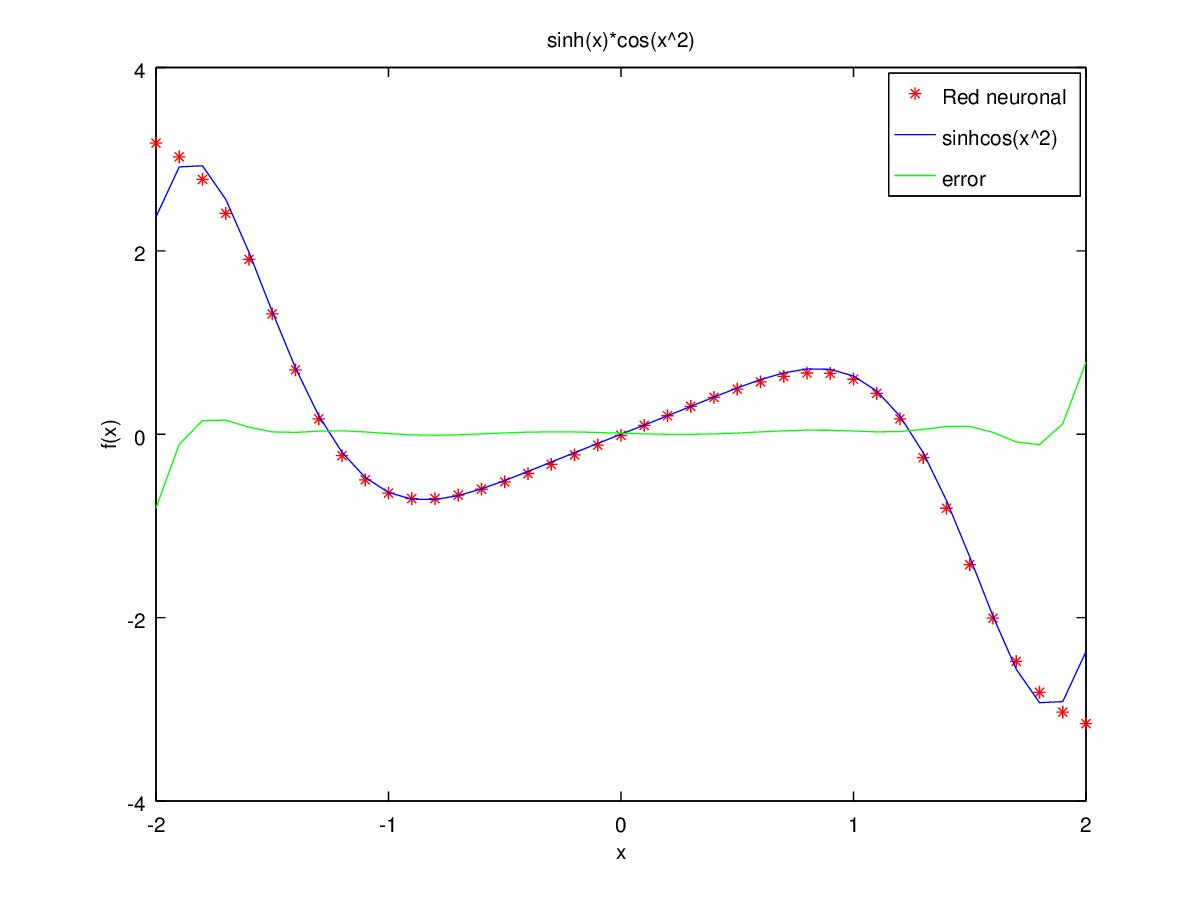 sinh(x)*cos(x^2)
Red neuronal
sinhcos(x^2)
error
4
2
0
-2
-4
f(x)
-2 -1 0 1 2
x